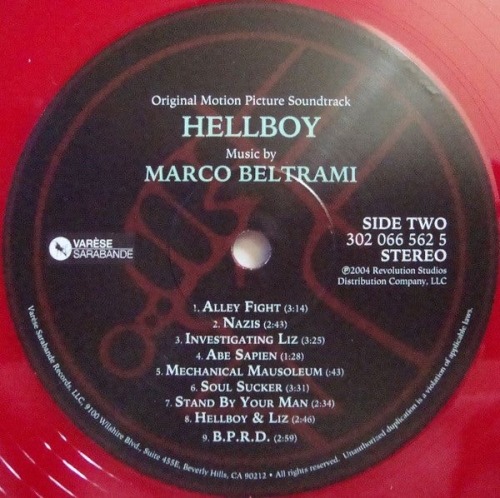 Original Motion Picture Soundtrack
HELLBOY
Music by
MARCO BELTRAMI
VARÈSE
SARABANDE
SIDE TWO
302 066 562 5
STEREO
℗2004 Revolution Studios
Distribution Company, LLC
1. ALLEY FIGHT (3:14)
2. NAZIS (2:43)
3. INVESTIGATING LIZ (3:25)
4. ABE SAPIEN (1:28)
5. MECHANICAL MAUSOLEUM (:43)
6. SOUL SUCKER (3:31)
7. STAND BY YOUR MAN (2:34)
8. HELLBOY & LIZ (2:46)
9. B.P.R.D. (2:59)
Varèse Sarabande Records, LLC, 9100 Wilshire Blvd., Suite 455E, Beverly Hills, CA 90212 • All rights reserved. Unauthorized duplication is a violation of applicable laws.